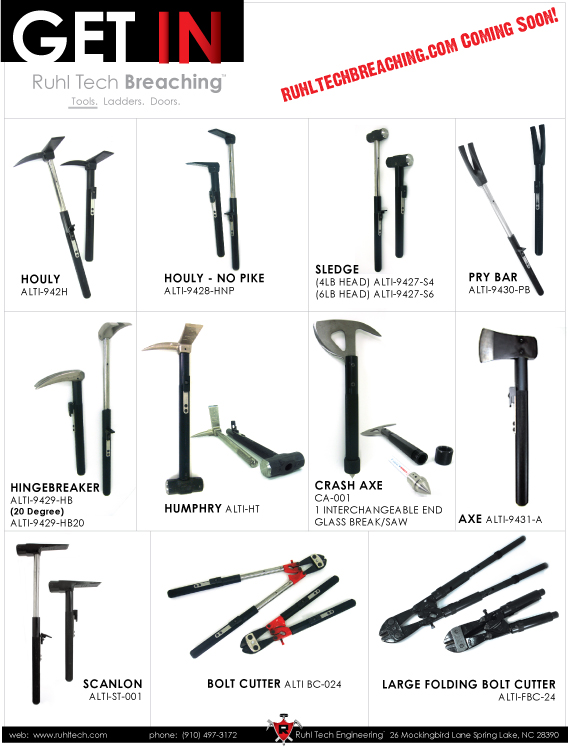 GET IN
RUHLTECHBREACHING.COM COMING SOON!
Ruhl Tech Breaching™
Tools. Ladders. Doors.
HOULY
ALTI-942H
HOULY - NO PIKE
ALTI-9428-HNP
SLEDGE
(4LB HEAD) ALTI-9427-S4
(6LB HEAD) ALTI-9427-S6
PRY BAR
ALTI-9430-PB
HINGEBREAKER
ALTI-9429-HB
(20 Degree)
ALTI-9429-HB20
HUMPHRY ALTI-HT
CRASH AXE
CA-001
1 INTERCHANGEABLE END
GLASS BREAK/SAW
AXE ALTI-9431-A
SCANLON
ALTI-ST-001
BOLT CUTTER ALTI BC-024
LARGE FOLDING BOLT CUTTER
ALTI-FBC-24
web: www.ruhltech.com phone: (910) 497-3172 Ruhl Tech Engineering™ 26 Mockingbird Lane Spring Lake, NC 28390